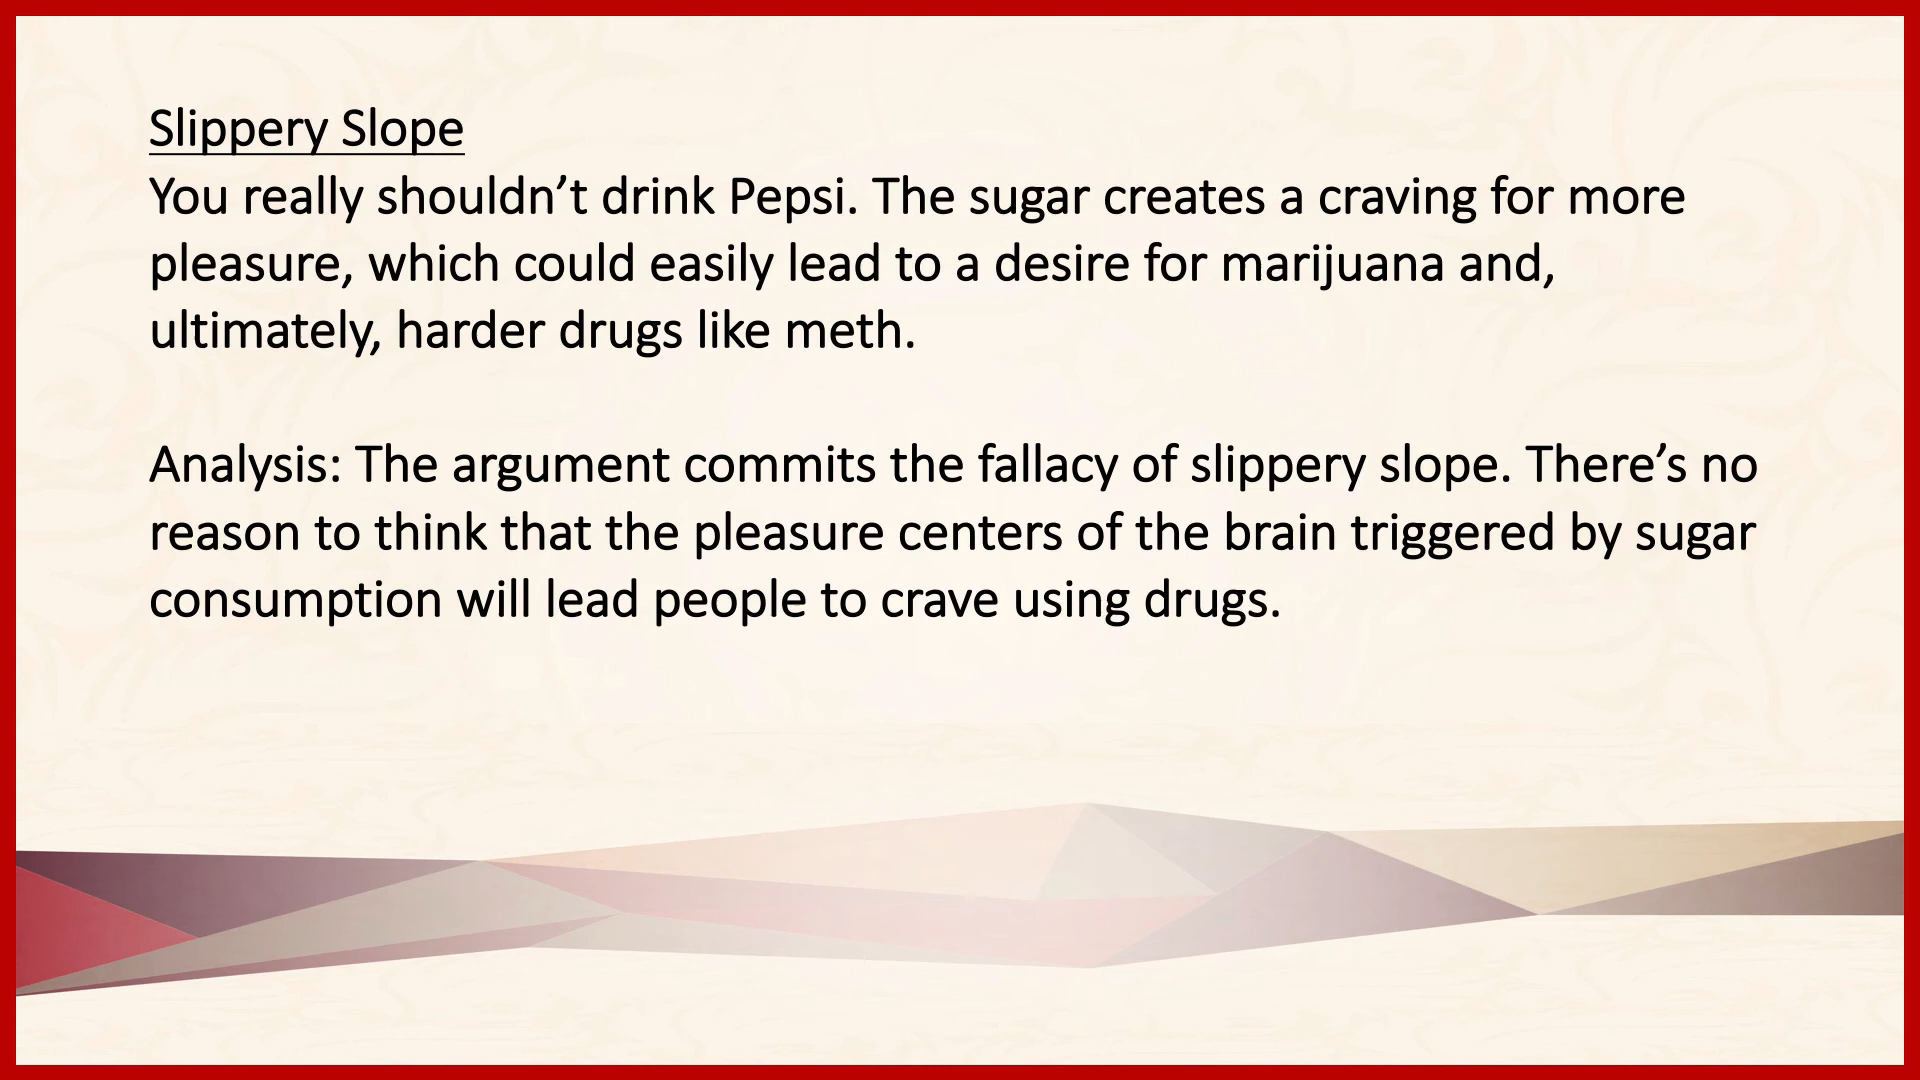 Slippery Slope
You really shouldn’t drink Pepsi. The sugar creates a craving for more
pleasure, which could easily lead to a desire for marijuana and,
ultimately, harder drugs like meth.
Analysis: The argument commits the fallacy of slippery slope. There’s no
reason to think that the pleasure centers of the brain triggered by sugar
consumption will lead people to crave using drugs.